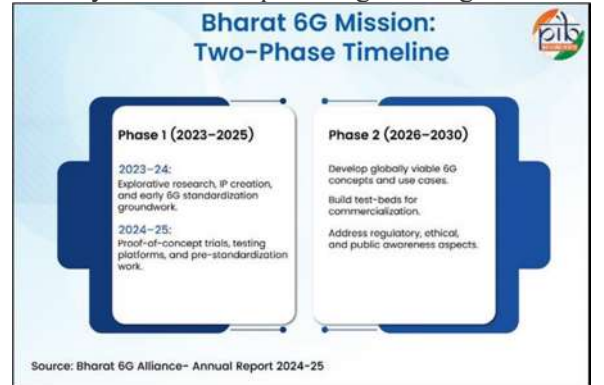 Bharat 6G Mission:
Two-Phase Timeline
pib
Phase 1 (2023–2025)
2023–24:
Explorative research, IP creation,
and early 6G standardization
groundwork.
2024–25:
Proof-of-concept trials, testing
platforms, and pre-standardization
work.
Phase 2 (2026–2030)
Develop globally viable 6G
concepts and use cases.
Build test-beds for
commercialization.
Address regulatory, ethical,
and public awareness aspects.
Source: Bharat 6G Alliance- Annual Report 2024-25